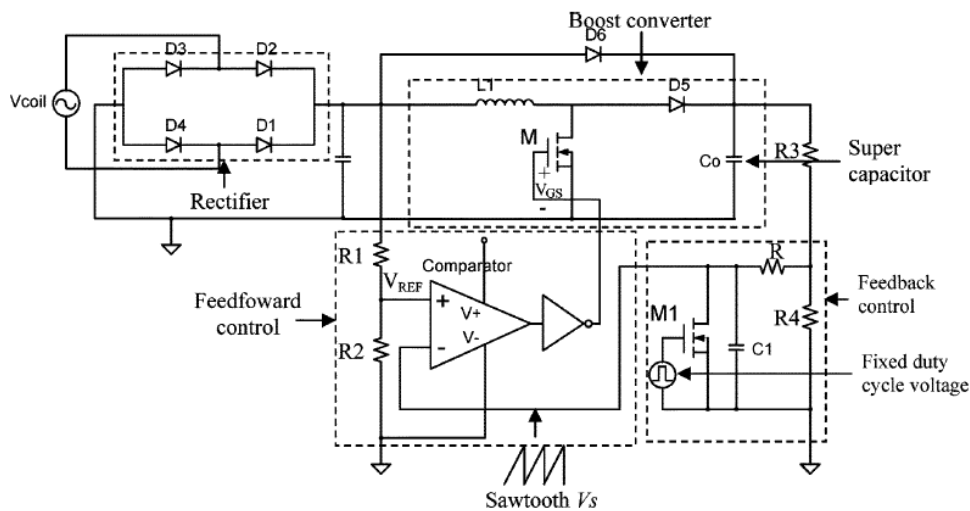 Boost converter
D6
D3
D2
L1
D5
Vcoil
D4
D1
M
+
VGS
-
Co
R3
Super
capacitor
Rectifier
R1
Comparator
VREF
+
V+
V-
-
R2
Feedfoward
control
R
M1
C1
R4
Feedback
control
Fixed duty
cycle voltage
Sawtooth Vs